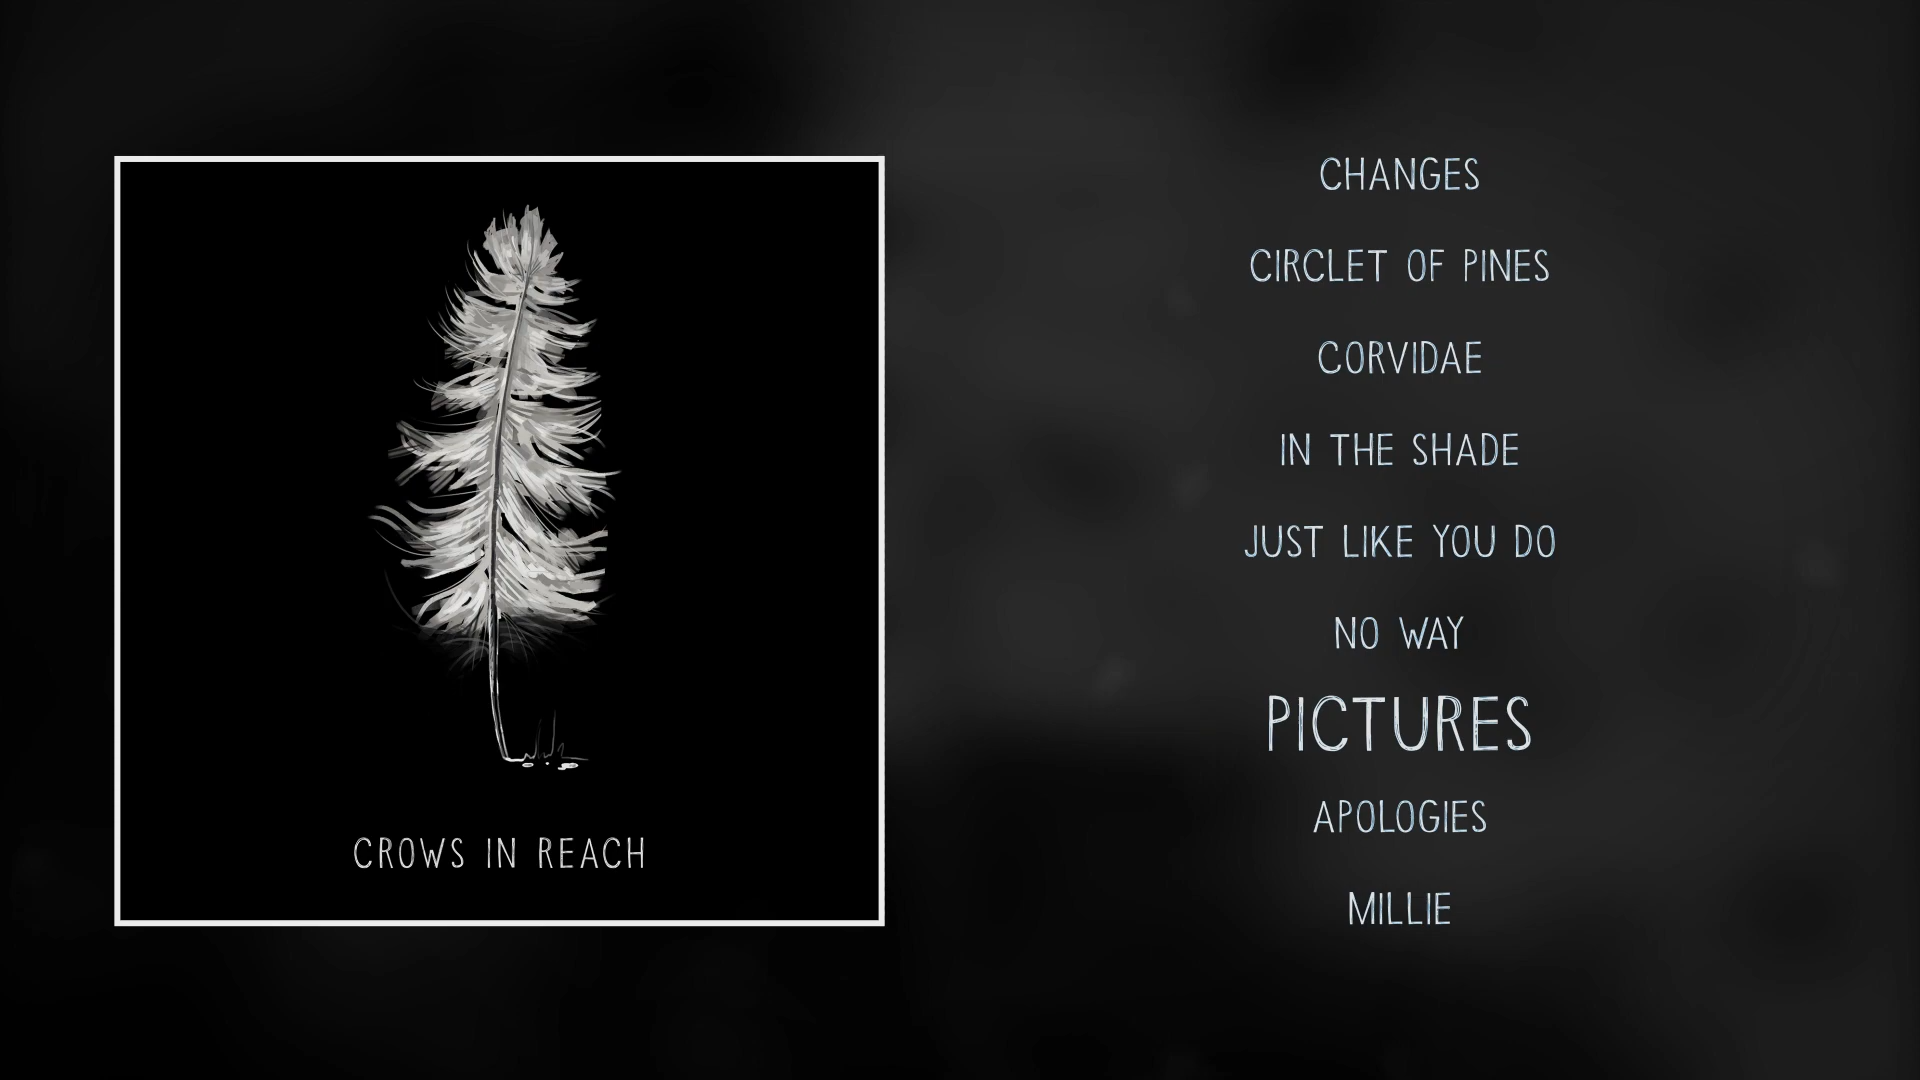 CROWS IN REACH
CHANGES
CIRCLET OF PINES
CORVIDAE
IN THE SHADE
JUST LIKE YOU DO
NO WAY
PICTURES
APOLOGIES
MILLIE